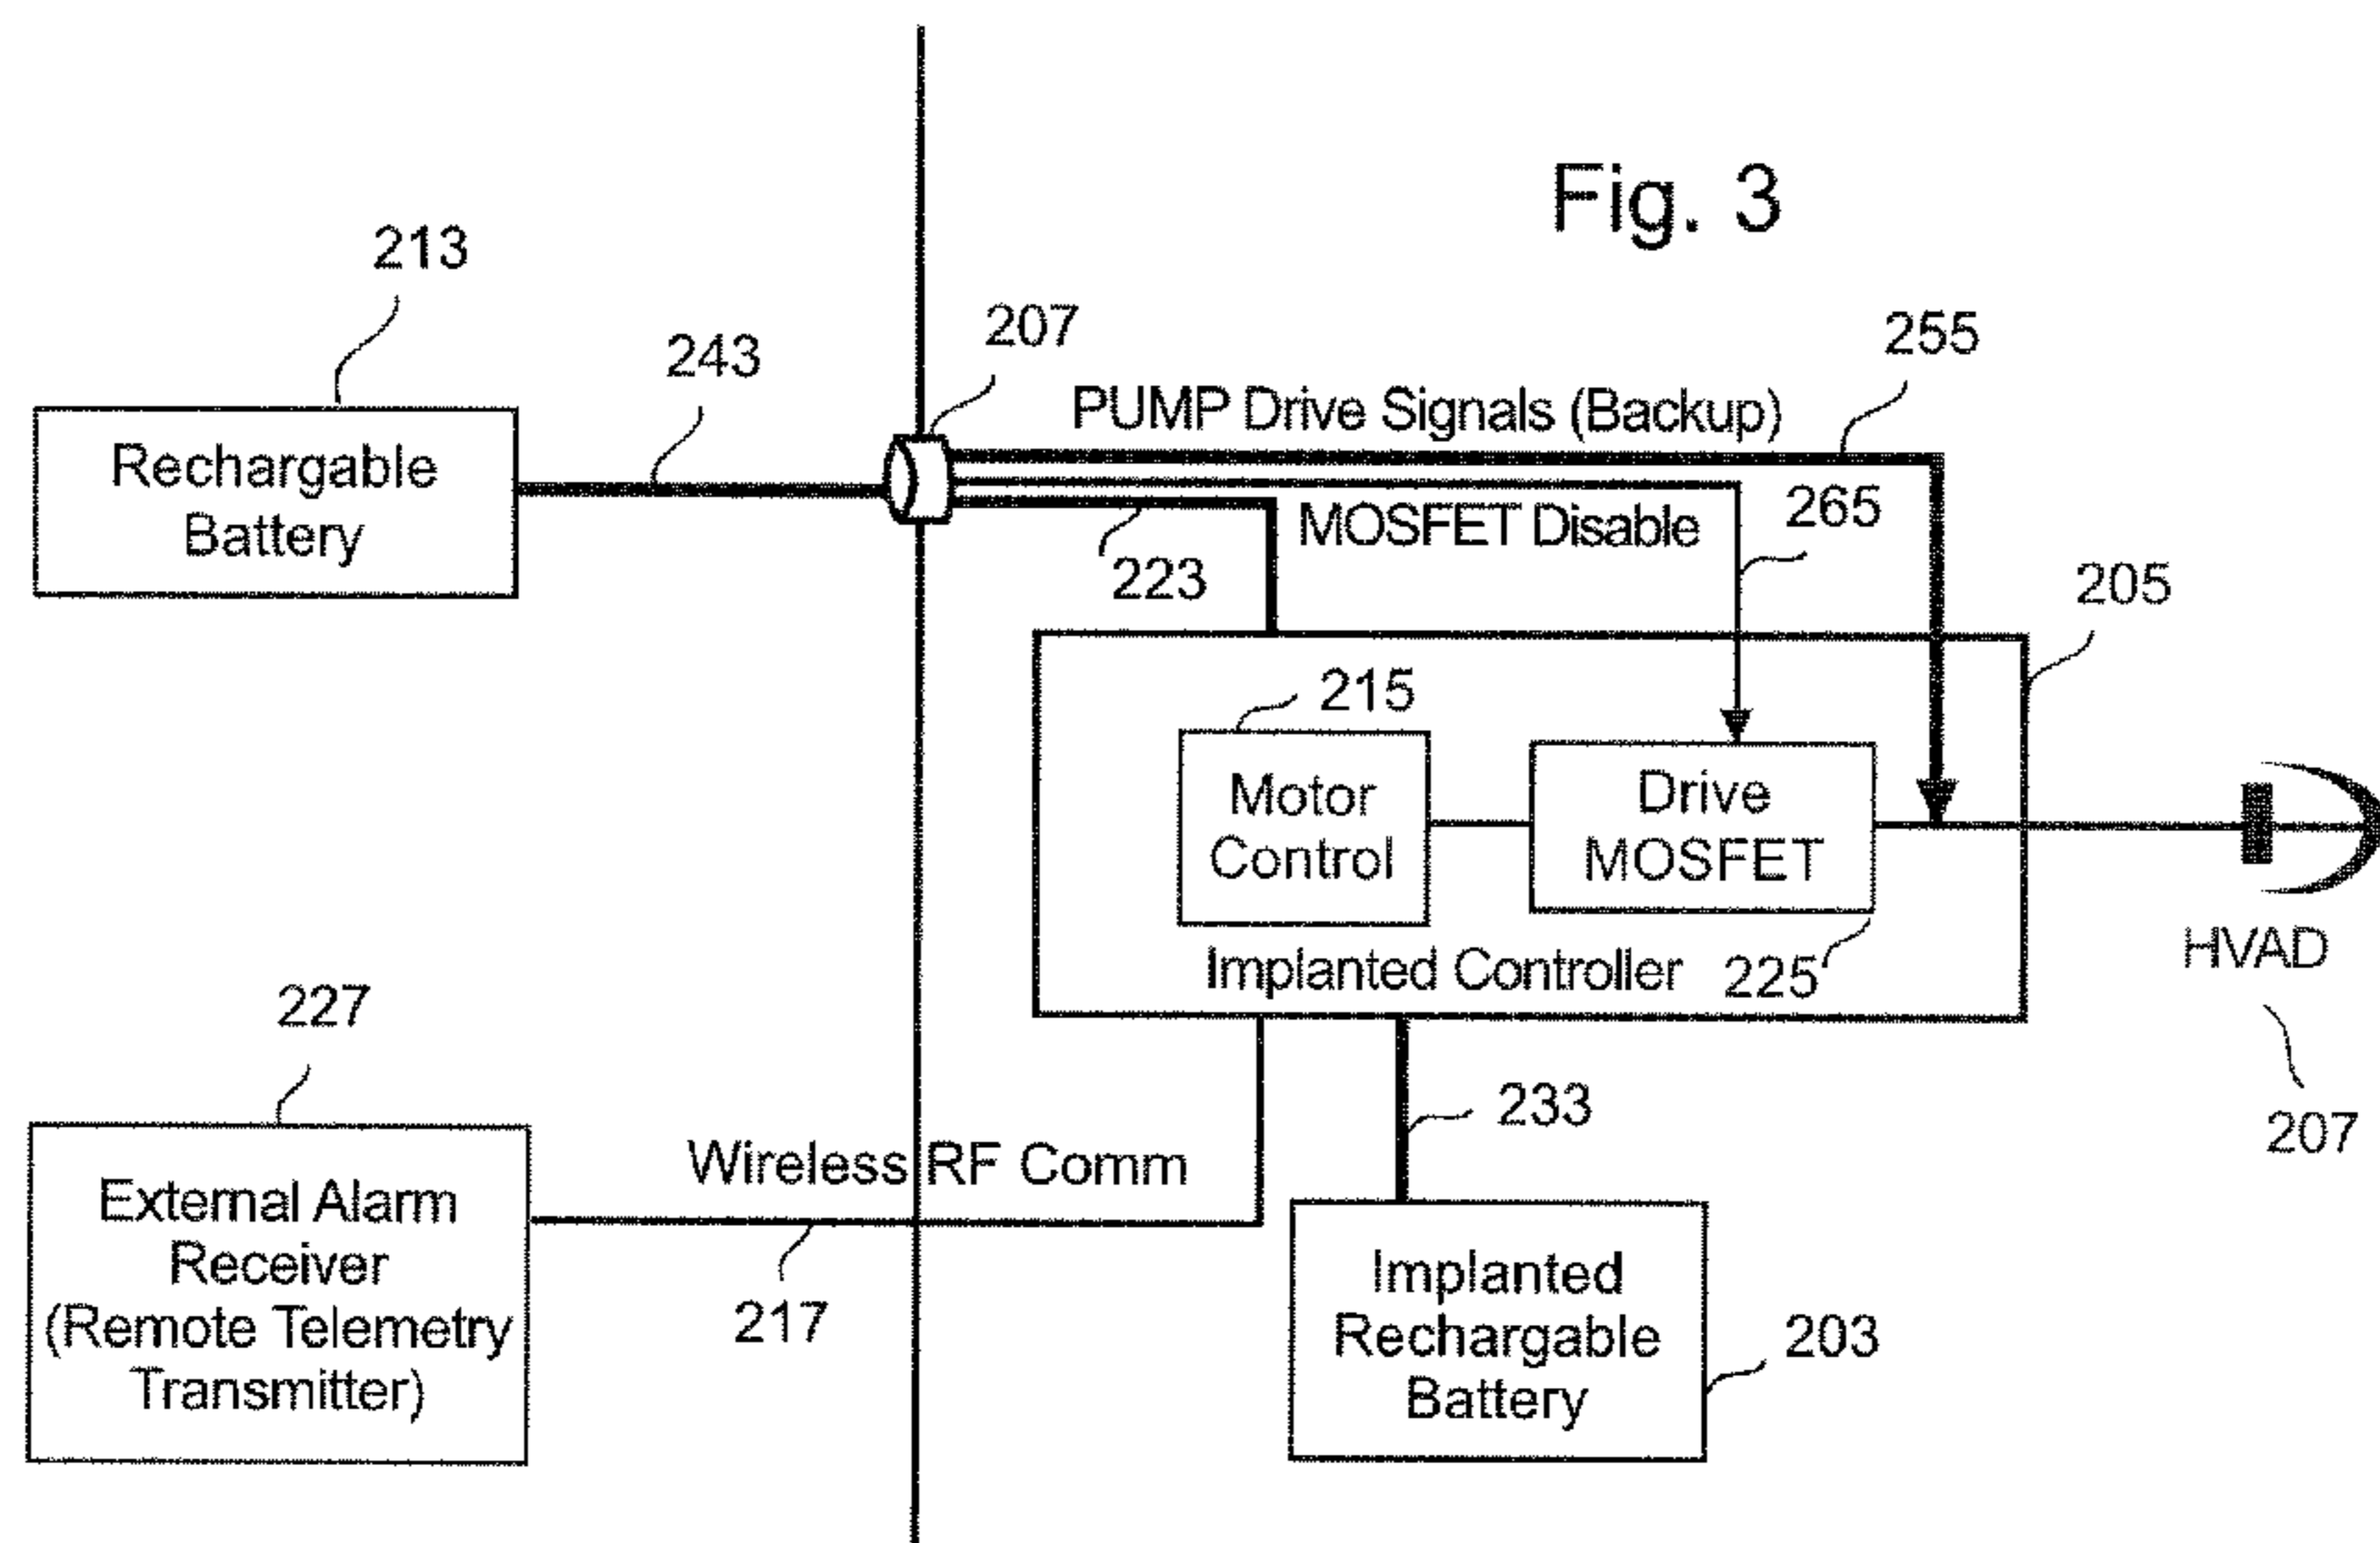 Fig. 3
213
243
207
255
PUMP Drive Signals (Backup)
Rechargable
Battery
265
MOSFET Disable
223
205
215
Motor
Control
Drive
MOSFET
Implanted Controller
225
HVAD
207
227
233
Wireless RF Comm
External Alarm
Receiver
(Remote Telemetry
Transmitter)
217
Implanted
Rechargable
Battery
203